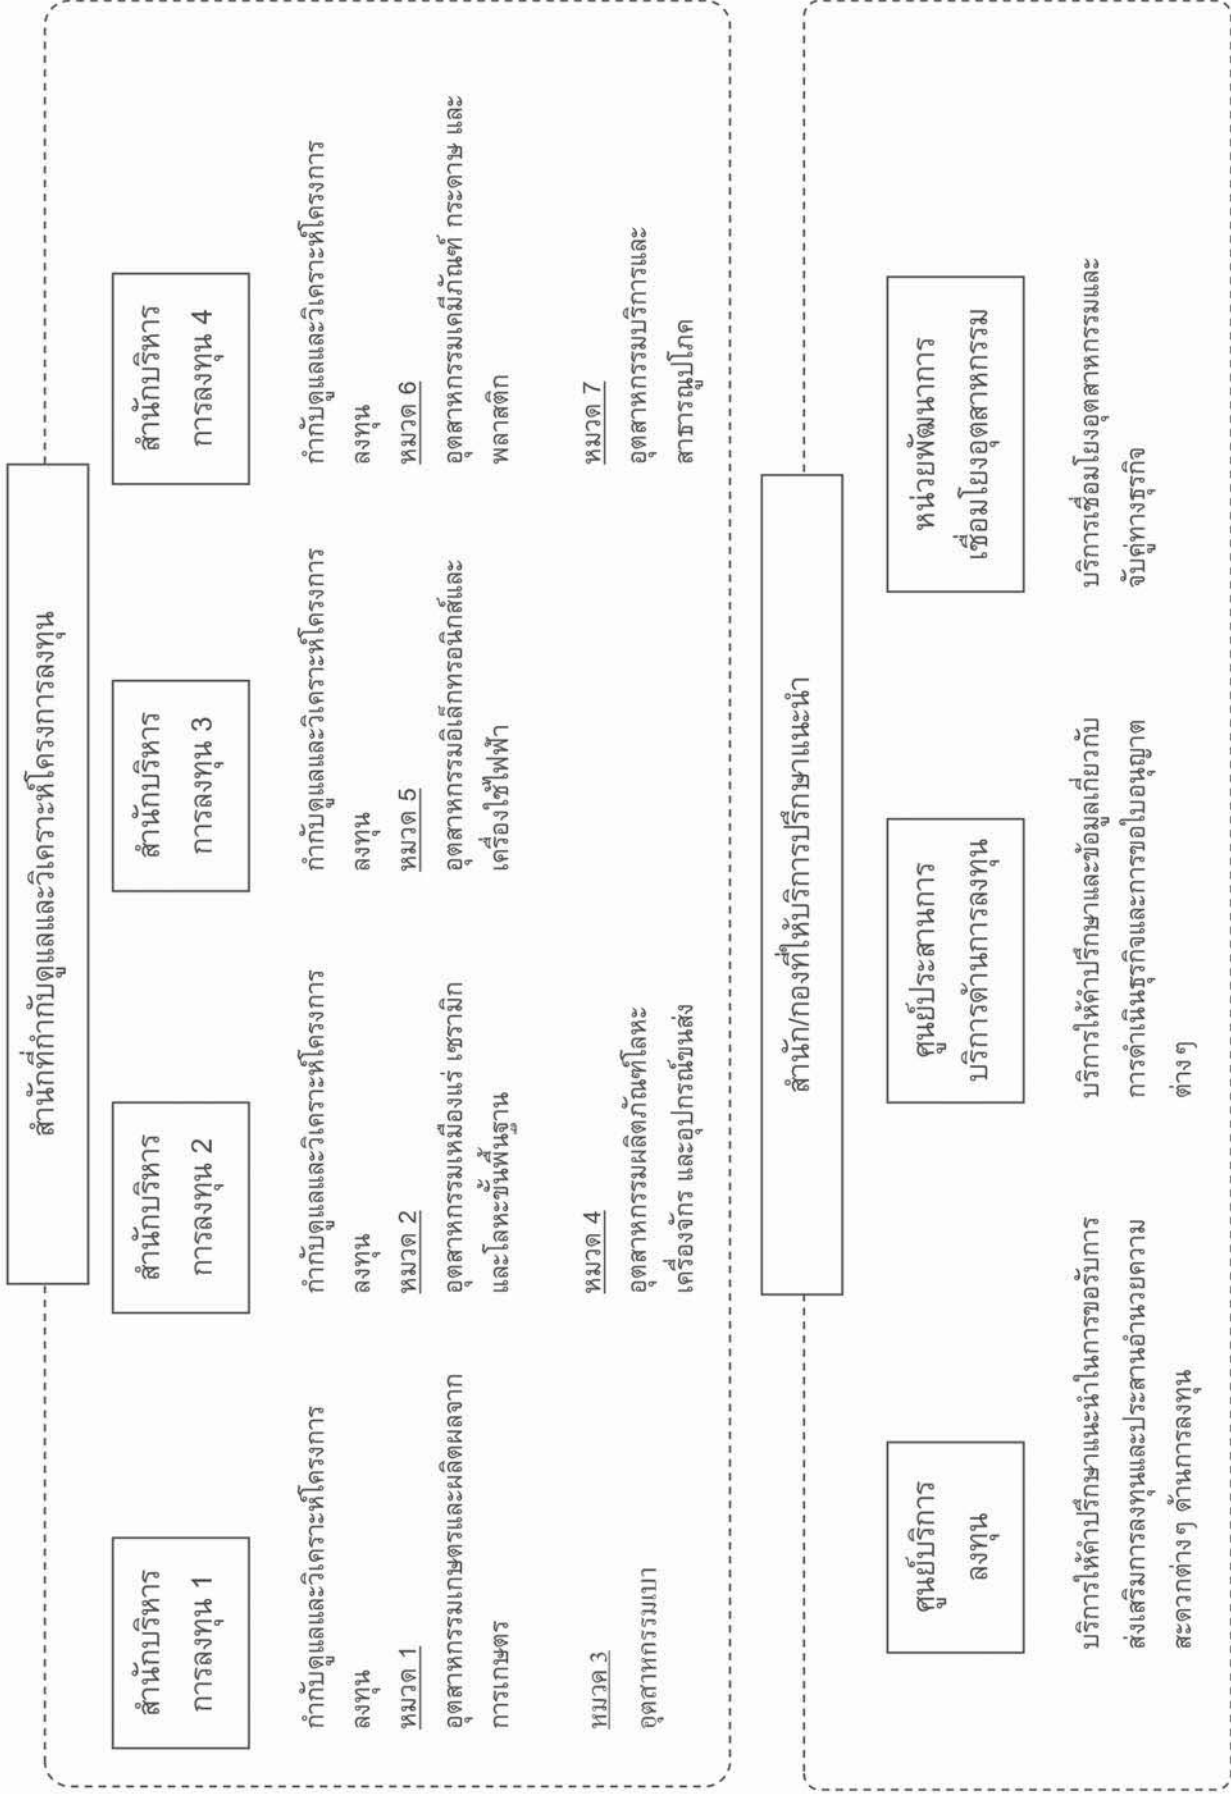 สำนักที่กำกับดูแลและวิเคราะห์โครงการลงทุน
สำนักบริหาร
การลงทุน 1
กำกับดูแลและวิเคราะห์โครงการ
ลงทุน
หมวด 1
อุตสาหกรรมเกษตรและผลิตผลจาก
การเกษตร
หมวด 3
อุตสาหกรรมเบา
สำนักบริหาร
การลงทุน 2
กำกับดูแลและวิเคราะห์โครงการ
ลงทุน
หมวด 2
อุตสาหกรรมเหมืองแร่ เซรามิก
และโลหะขั้นพื้นฐาน
หมวด 4
อุตสาหกรรมผลิตภัณฑ์โลหะ
เครื่องจักร และอุปกรณ์ขนส่ง
สำนักบริหาร
การลงทุน 3
กำกับดูแลและวิเคราะห์โครงการ
ลงทุน
หมวด 5
อุตสาหกรรมอิเล็กทรอนิกส์และ
เครื่องใช้ไฟฟ้า
สำนักบริหาร
การลงทุน 4
กำกับดูแลและวิเคราะห์โครงการ
ลงทุน
หมวด 6
อุตสาหกรรมเคมีภัณฑ์ กระดาษ และ
พลาสติก
หมวด 7
อุตสาหกรรมบริการและ
สาธารณูปโภค
สำนัก/กองที่ให้บริการปรึกษาแนะนำ
ศูนย์บริการ
ลงทุน
บริการให้คำปรึกษาแนะนำในการขอรับการ
ส่งเสริมการลงทุนและประสานอำนวยความ
สะดวกต่างๆ ด้านการลงทุน
ศูนย์ประสานการ
บริการด้านการลงทุน
บริการให้คำปรึกษาและข้อมูลเกี่ยวกับ
การดำเนินธุรกิจและการขอใบอนุญาต
ต่างๆ
หน่วยพัฒนาการ
เชื่อมโยงอุตสาหกรรม
บริการเชื่อมโยงอุตสาหกรรมและ
จับคู่ทางธุรกิจ